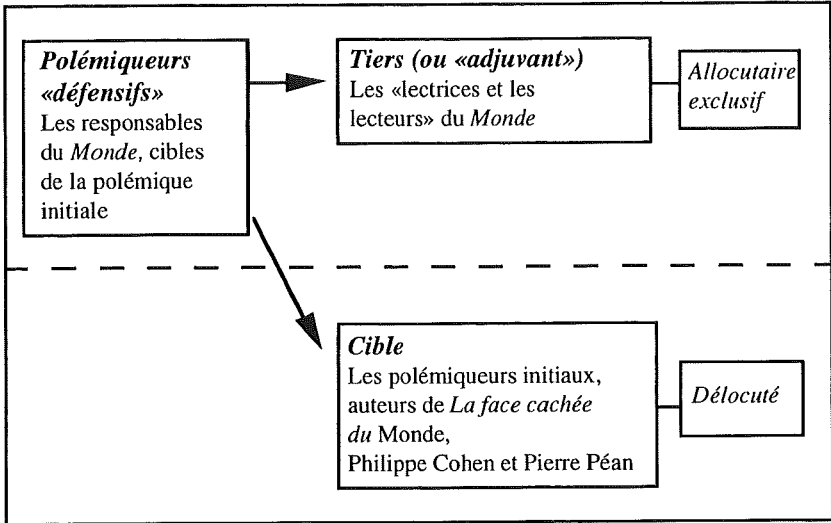 Polémiqueurs
«défensifs»
Les responsables
du Monde, cibles
de la polémique
initiale
Tiers (ou «adjuvant»)
Les «lectrices et les
lecteurs» du Monde
Allocutaire
exclusif
Cible
Les polémiqueurs initiaux,
auteurs de La face cachée
du Monde,
Philippe Cohen et Pierre Péan
Délocuté